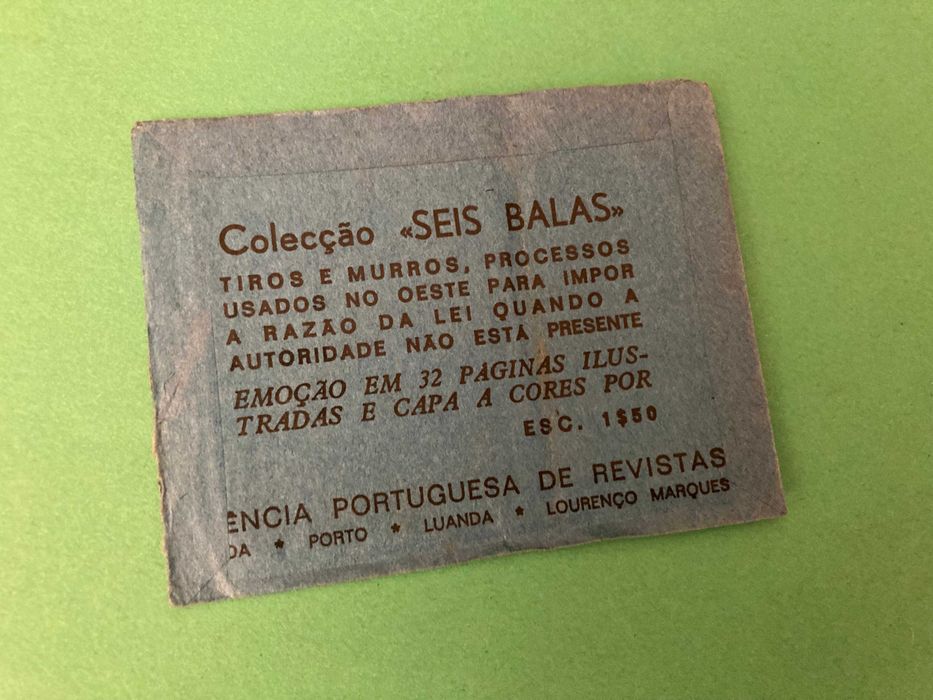 Colecção «SEIS BALAS»
TIROS E MURROS, PROCESSOS
USADOS NO OESTE PARA IMPOR
A RAZÃO DA LEI QUANDO A
AUTORIDADE NÃO ESTÁ PRESENTE
EMOÇÃO EM 32 PAGINAS ILUS-
TRADAS E CAPA A CORES POR
ESC. 1$50
ÊNCIA PORTUGUESA DE REVISTAS
DA * PORTO * LUANDA * LOURENÇO MARQUES